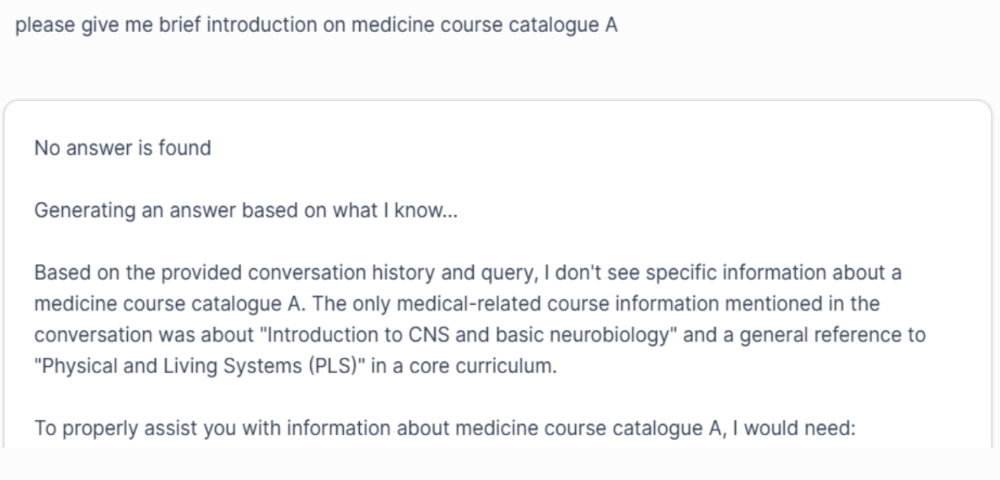 please give me brief introduction on medicine course catalogue A
No answer is found
Generating an answer based on what I know...
Based on the provided conversation history and query, I don't see specific information about a
medicine course catalogue A. The only medical-related course information mentioned in the
conversation was about "Introduction to CNS and basic neurobiology" and a general reference to
"Physical and Living Systems (PLS)" in a core curriculum.
To properly assist you with information about medicine course catalogue A, I would need: